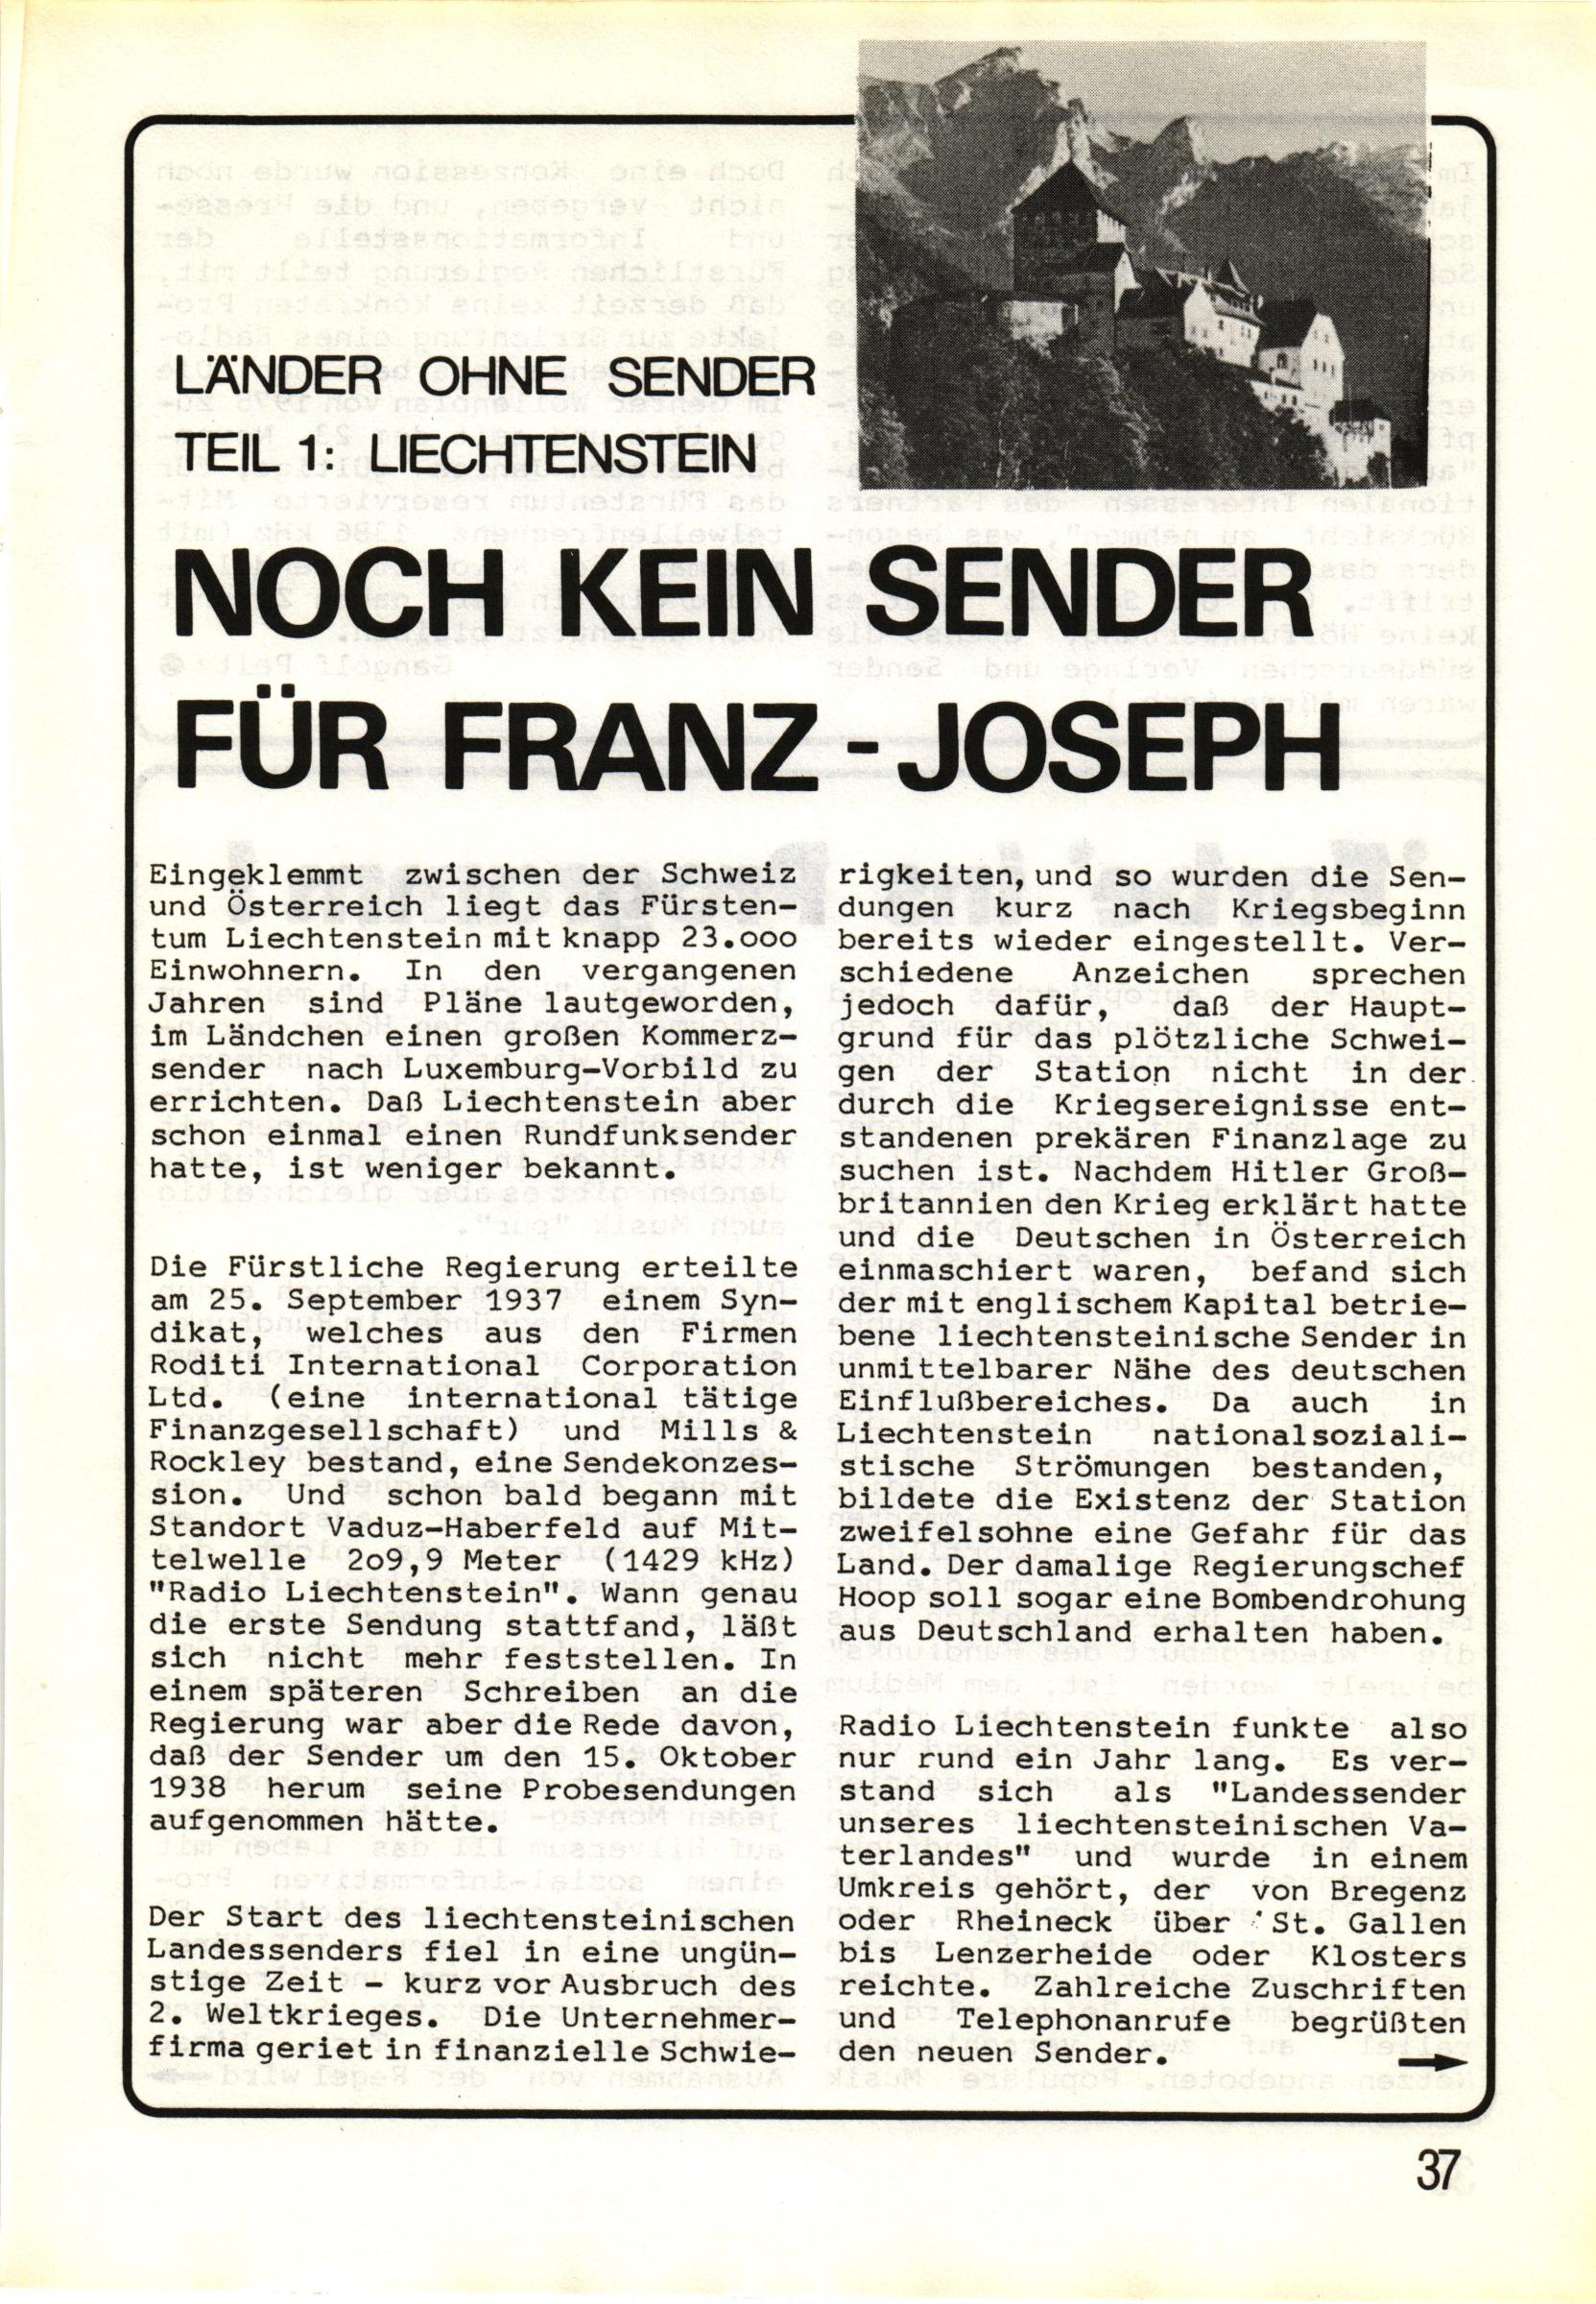 LÄNDER OHNE SENDER
TEIL 1: LIECHTENSTEIN
NOCH KEIN SENDER
FÜR FRANZ-JOSEPH
Eingeklemmt zwischen der Schweiz
und Österreich liegt das Fürsten-
tum Liechtenstein mit knapp 23.ooo
Einwohnern. In den vergangenen
Jahren sind Pläne lautgeworden,
im Ländchen einen großen Kommerz-
sender nach Luxemburg-Vorbild zu
errichten. Daß Liechtenstein aber
schon einmal einen Rundfunksender
hatte, ist weniger bekannt.
Die Fürstliche Regierung erteilte
am 25. September 1937 einem Syn-
dikat, welches aus den Firmen
Roditi International Corporation
Ltd. (eine international tätige
Finanzgesellschaft) und Mills &
Rockley bestand, eine Sendekonzes-
sion. Und schon bald begann mit
Standort Vaduz-Haberfeld auf Mit-
telwelle 2o9,9 Meter (1429 kHz)
"Radio Liechtenstein". Wann genau
die erste Sendung stattfand, läßt
sich nicht mehr feststellen. In
einem späteren Schreiben an die
Regierung war aber die Rede davon,
daß der Sender um den 15. Oktober
1938 herum seine Probesendungen
aufgenommen hätte.
Der Start des liechtensteinischen
Landessenders fiel in eine ungün-
stige Zeit - kurz vor Ausbruch des
2. Weltkrieges. Die Unternehmer-
firma geriet in finanzielle Schwie-
rigkeiten, und so wurden die Sen-
dungen kurz nach Kriegsbeginn
bereits wieder eingestellt. Ver-
schiedene Anzeichen sprechen
jedoch dafür, daß der Haupt-
grund für das plötzliche Schwei-
gen der Station nicht in der
durch die Kriegsereignisse ent-
standenen prekären Finanzlage zu
suchen ist. Nachdem Hitler Groß-
britannien den Krieg erklärt hatte
und die Deutschen in Österreich
einmaschiert waren, befand sich
der mit englischem Kapital betrie-
bene liechtensteinische Sender in
unmittelbarer Nähe des deutschen
Einflußbereiches. Da auch in
Liechtenstein nationalsoziali-
stische Strömungen bestanden,
bildete die Existenz der Station
zweifelsohne eine Gefahr für das
Land. Der damalige Regierungschef
Hoop soll sogar eine Bombendrohung
aus Deutschland erhalten haben.
Radio Liechtenstein funkte also
nur rund ein Jahr lang. Es ver-
stand sich als "Landessender
unseres liechtensteinischen Va-
terlandes" und wurde in einem
Umkreis gehört, der von Bregenz
oder Rheineck über St. Gallen
bis Lenzerheide oder Klosters
reichte. Zahlreiche Zuschriften
und Telephonanrufe begrüßten
den neuen Sender. →
37